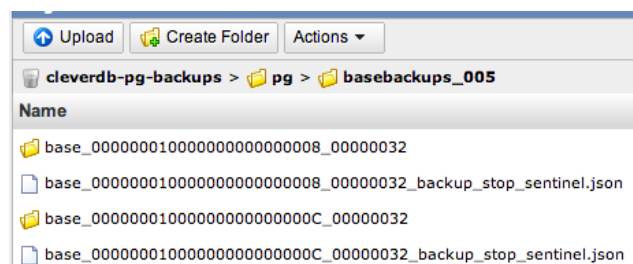 Upload Create Folder Actions
cleverdb-pg-backups > pg > basebackups_005
Name
base_000000010000000000000008_00000032
base_000000010000000000000008_00000032_backup_stop_sentinel.json
base_00000001000000000000000C_00000032
base_00000001000000000000000C_00000032_backup_stop_sentinel.json